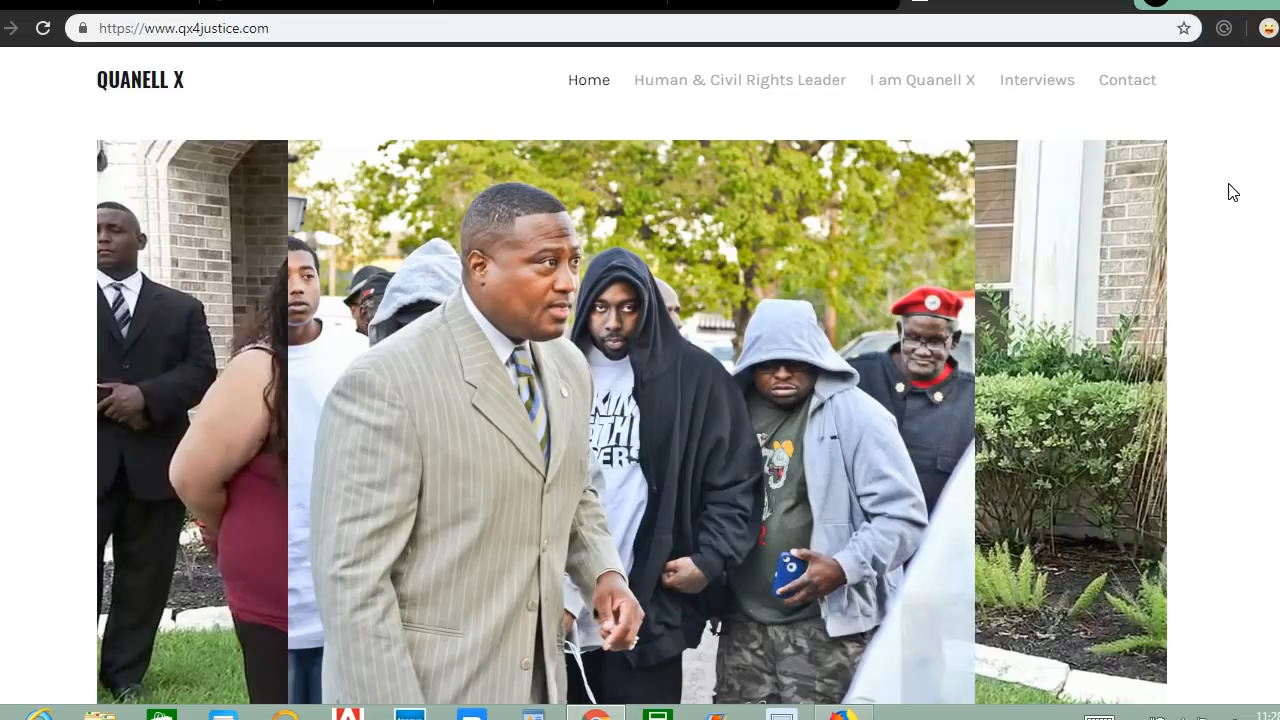 https://www.qx4justice.com
QUANELL X
Home
Human & Civil Rights Leader
I am Quanell X
Interviews
Contact